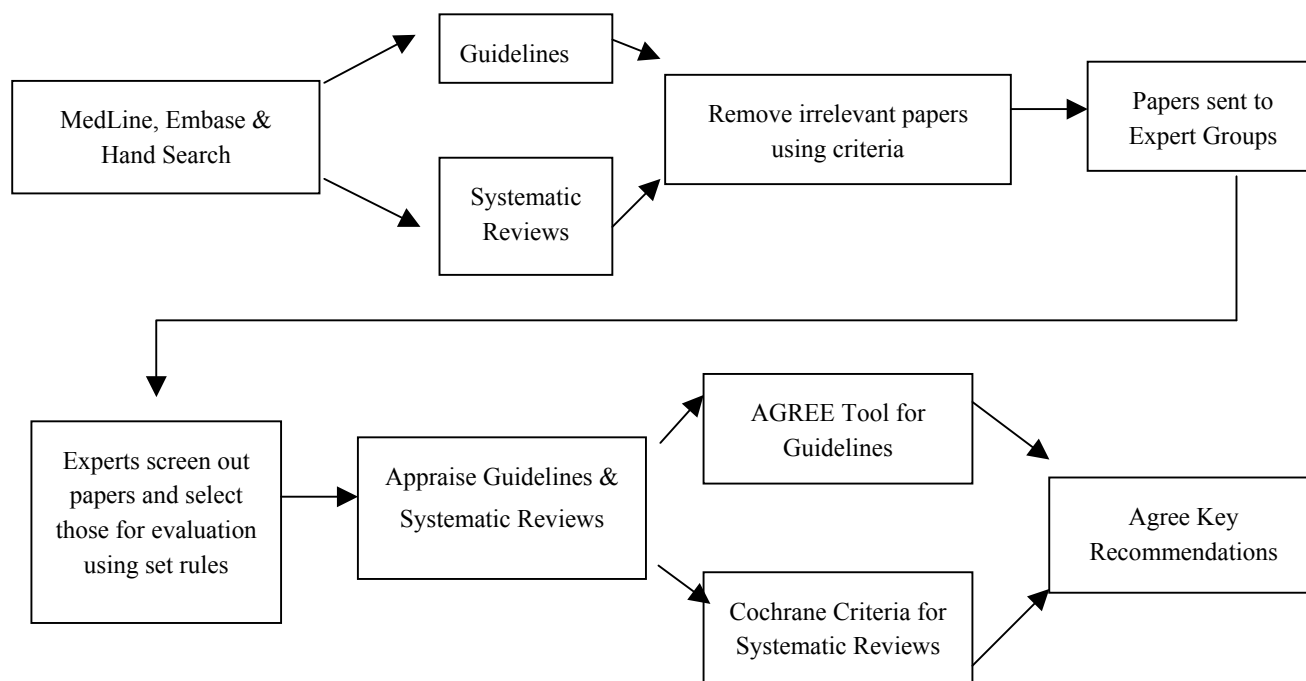 Guidelines
MedLine, Embase &
Hand Search
Systematic
Reviews
Remove irrelevant papers
using criteria
Papers sent to
Expert Groups
Experts screen out
papers and select
those for evaluation
using set rules
Appraise Guidelines &
Systematic Reviews
AGREE Tool for
Guidelines
Cochrane Criteria for
Systematic Reviews
Agree Key
Recommendations